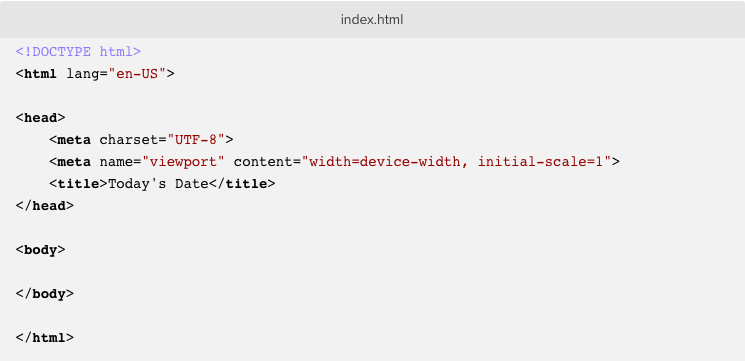 index.html
<!DOCTYPE html>
<html lang="en-US">
<head>
<meta charset="UTF-8">
<meta name="viewport" content="width=device-width, initial-scale=1">
<title>Today's Date</title>
</head>
<body>
</body>
</html>